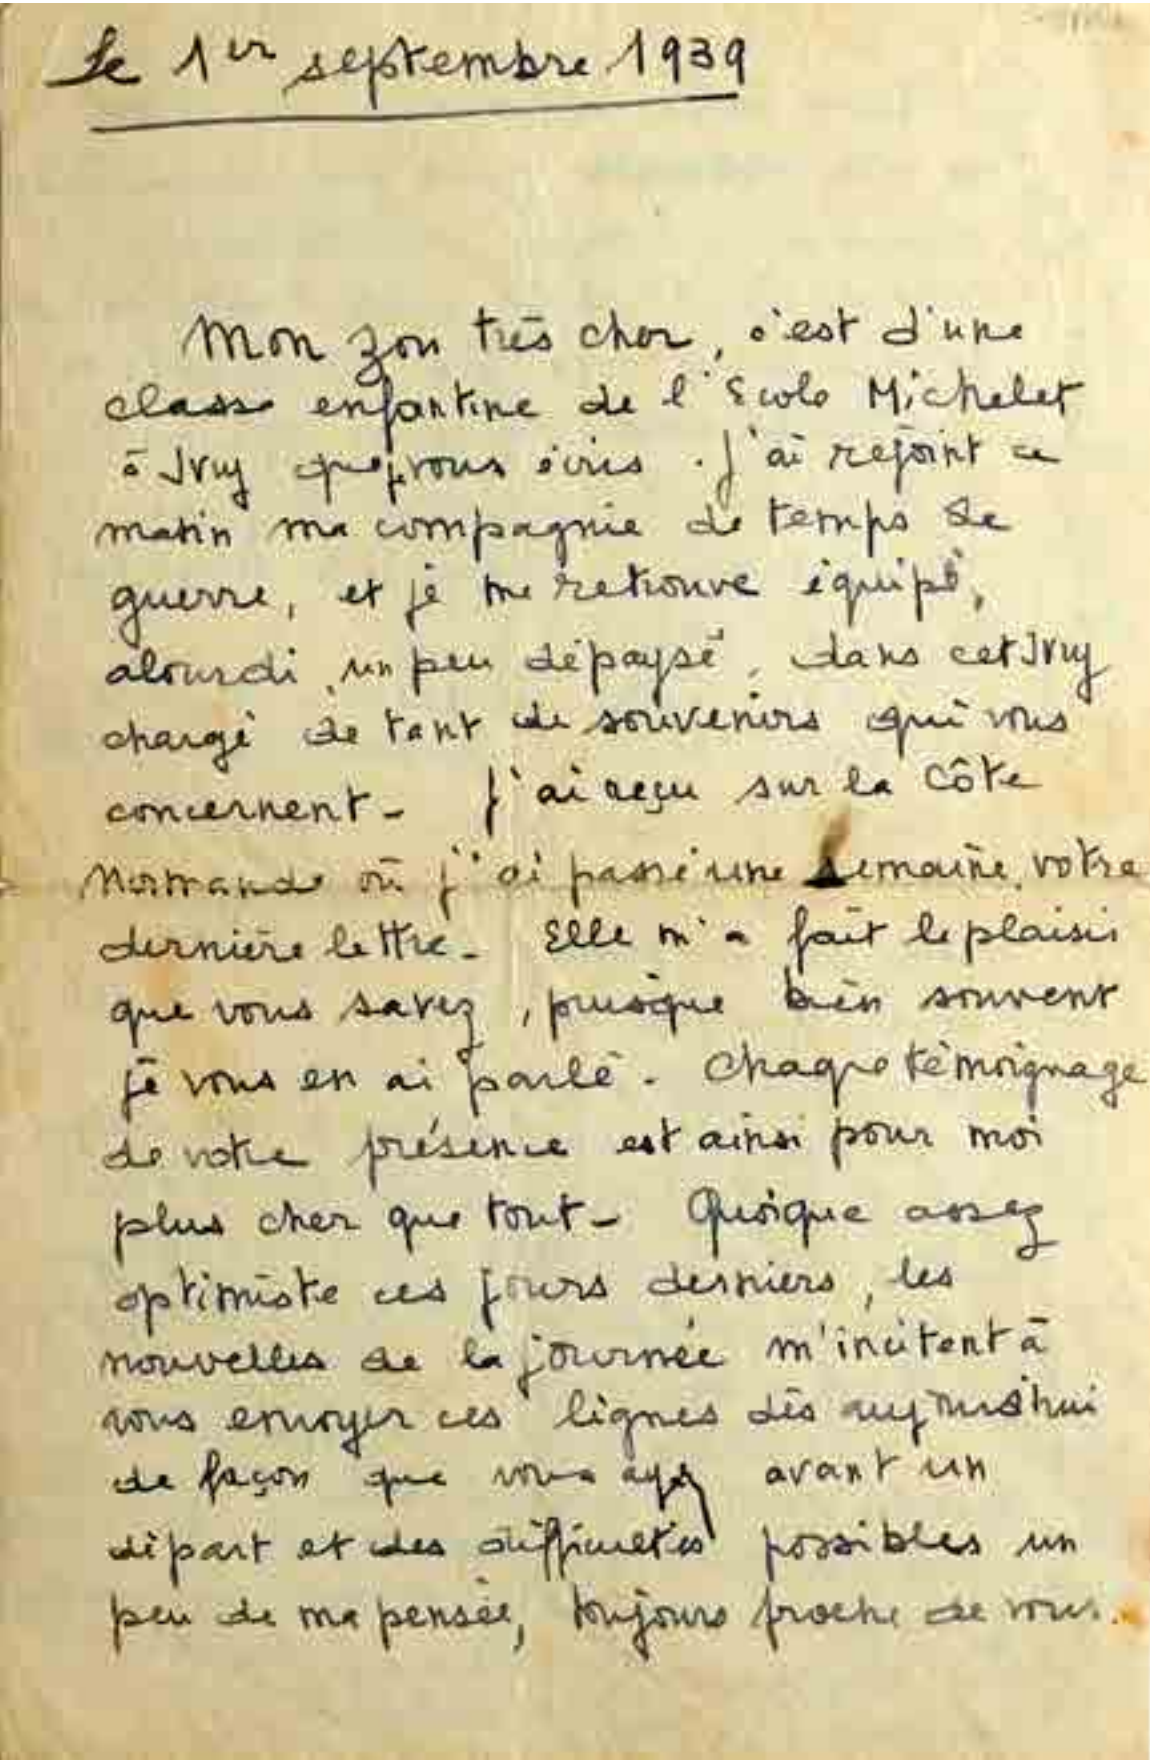 Le 1er septembre 1939
Mon zou très cher, c'est d'une
classe enfantine de l'Ecole Michelet
à Ivry que je vous écris. J'ai rejoint ce
matin ma compagnie de temps de
guerre, et je me retrouve équipé,
alourdi, un peu dépaysé, dans cet Ivry
chargé de tant de souvenirs qui vous
concernent - J'ai reçu sur la Côte
Normande où j'ai passé une semaine, votre
dernière lettre - Elle m'a fait le plaisir
que vous savez, puisque bien souvent
je vous en ai parlé - Chaque témoignage
de votre présence est ainsi pour moi
plus cher que tout - Quoique assez
optimiste ces jours derniers, les
nouvelles de la journée m'incitent à
vous envoyer ces lignes dès aujourd'hui
de façon que vous ayez avant un
départ et des difficultés possibles un
peu de ma pensée, toujours proche de vous.